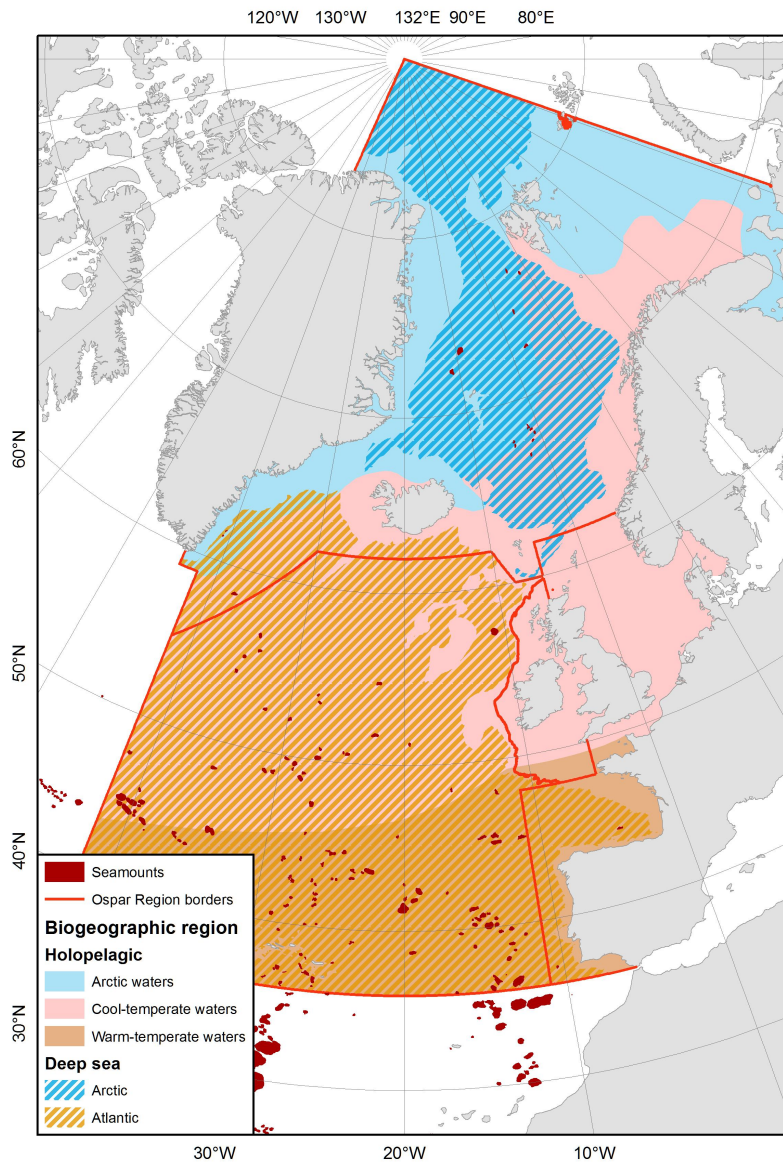 120°W 130°W 132°E 90°E 80°E
60°N
50°N
40°N
30°N
Seamounts
Ospar Region borders
Biogeographic region
Holopelagic
Arctic waters
Cool-temperate waters
Warm-temperate waters
Deep sea
Arctic
Atlantic
30°W 20°W 10°W